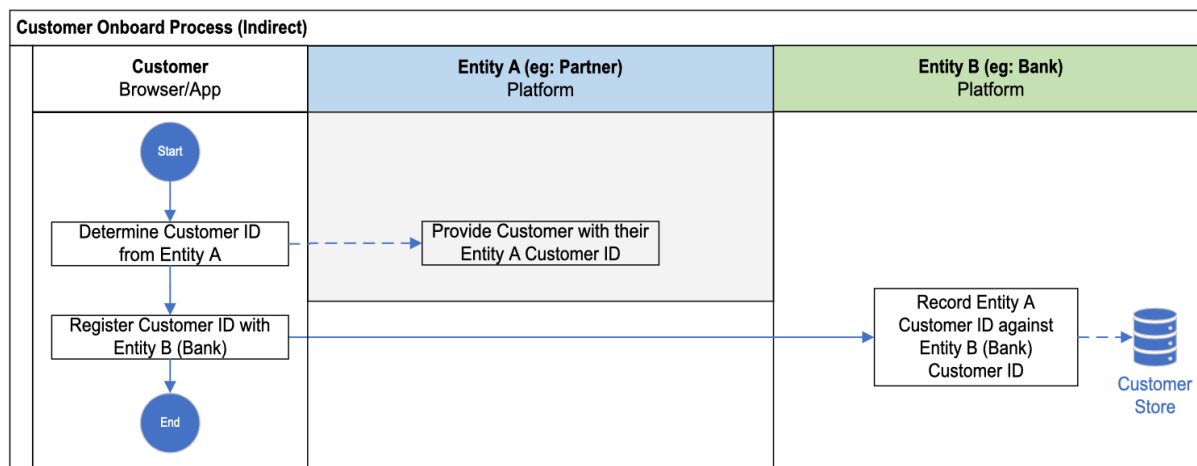 Customer Onboard Process (Indirect)
Customer
Browser/App
Entity A (eg: Partner)
Platform
Entity B (eg: Bank)
Platform
Start
Determine Customer ID
from Entity A
Provide Customer with their
Entity A Customer ID
Register Customer ID with
Entity B (Bank)
Record Entity A
Customer ID against
Entity B (Bank)
Customer ID
Customer
Store
End